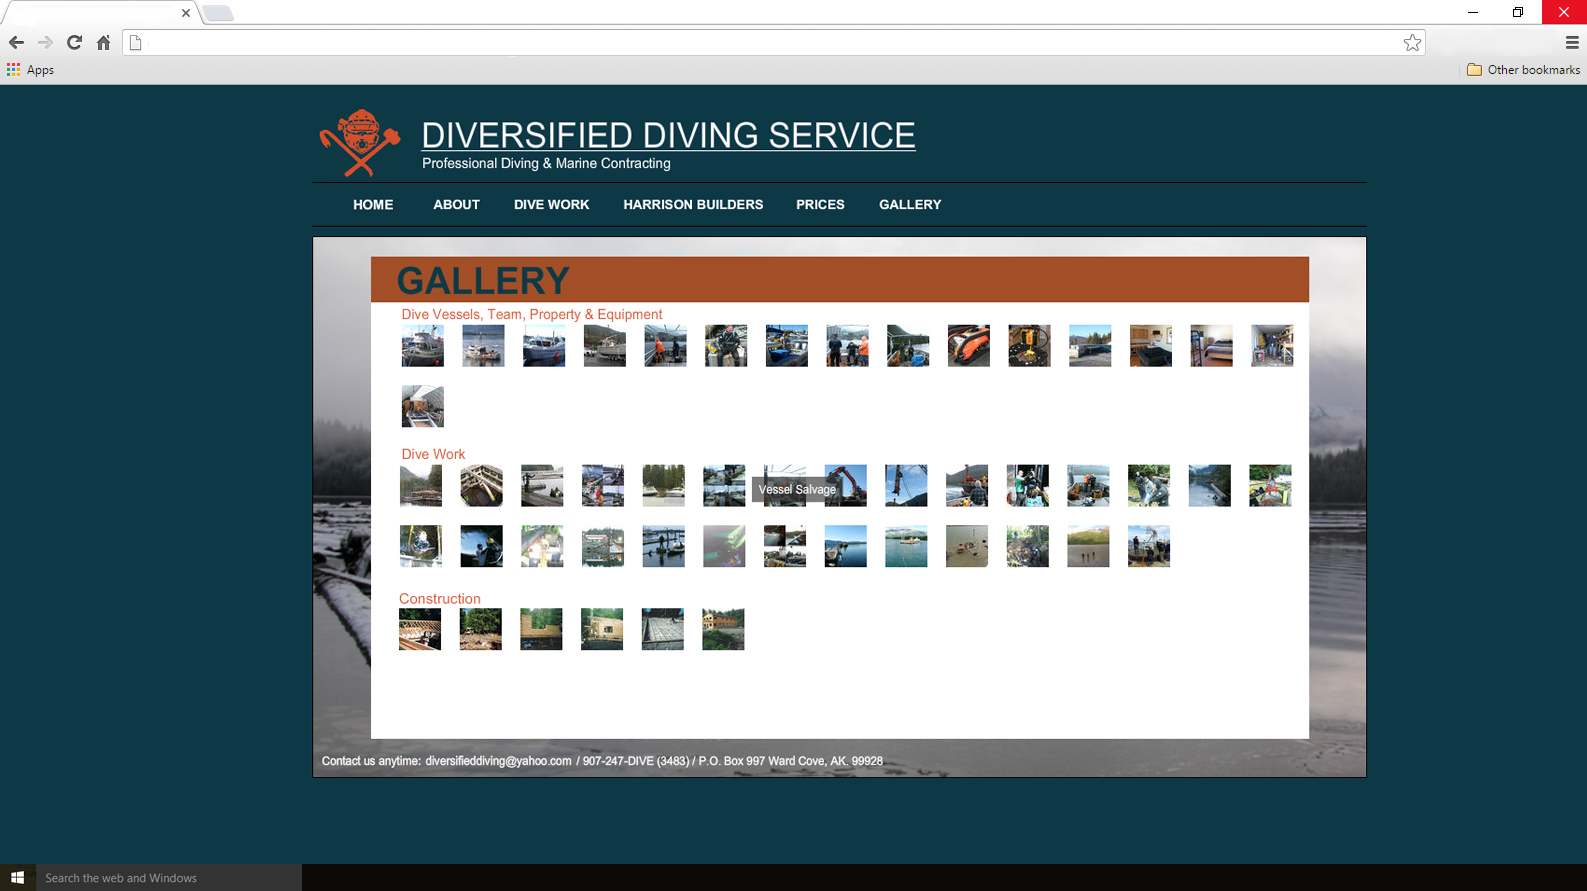 Apps
Other bookmarks
DIVERSIFIED DIVING SERVICE
Professional Diving & Marine Contracting
HOME ABOUT DIVE WORK HARRISON BUILDERS PRICES GALLERY
GALLERY
Dive Vessels, Team, Property & Equipment
Dive Work
Vessel Salvage
Construction
Contact us anytime: diversifieddiving@yahoo.com / 907-247-DIVE (3483) / P.O. Box 997 Ward Cove, AK. 99928
Search the web and Windows